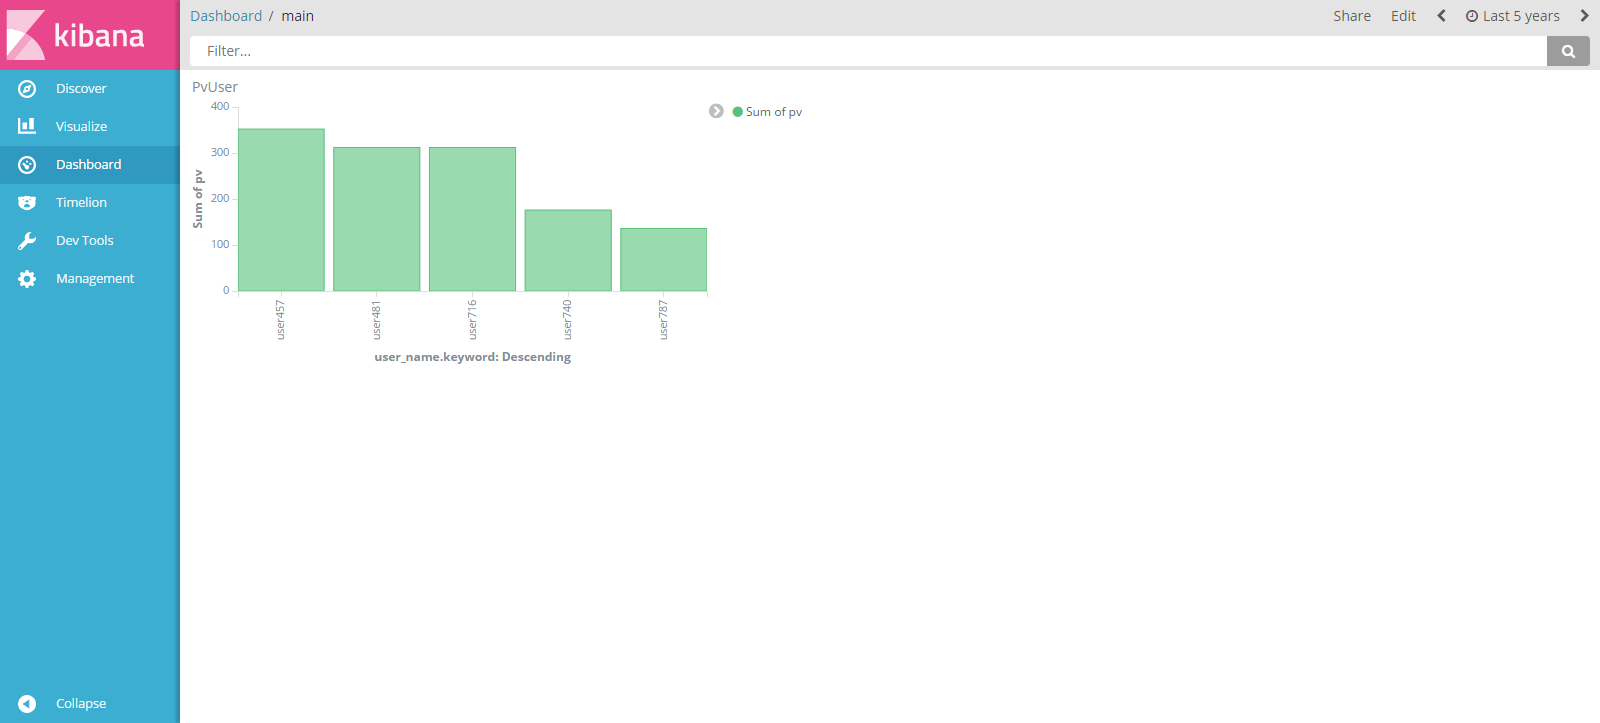 kibana
Discover
Visualize
Dashboard
Timelion
Dev Tools
Management
Collapse
Dashboard / main
Share Edit Last 5 years
Filter...
PvUser
Sum of pv
400
300
200
100
0
Sum of pv
user457
user481
user716
user740
user787
user_name.keyword: Descending